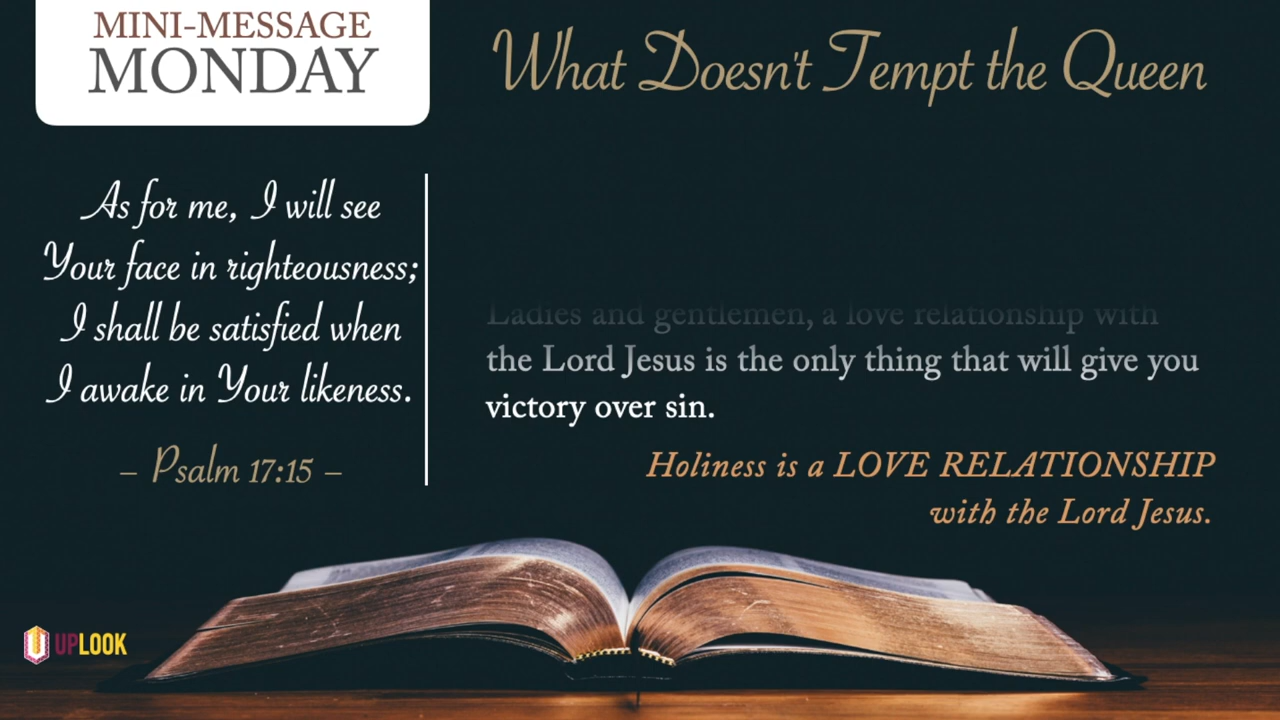 MINI-MESSAGE
MONDAY
What Doesn't Tempt the Queen
As for me, I will see
Your face in righteousness;
I shall be satisfied when
I awake in Your likeness.
– Psalm 17:15 –
Ladies and gentlemen, a love relationship with
the Lord Jesus is the only thing that will give you
victory over sin.
Holiness is a LOVE RELATIONSHIP
with the Lord Jesus.
UPLOOK